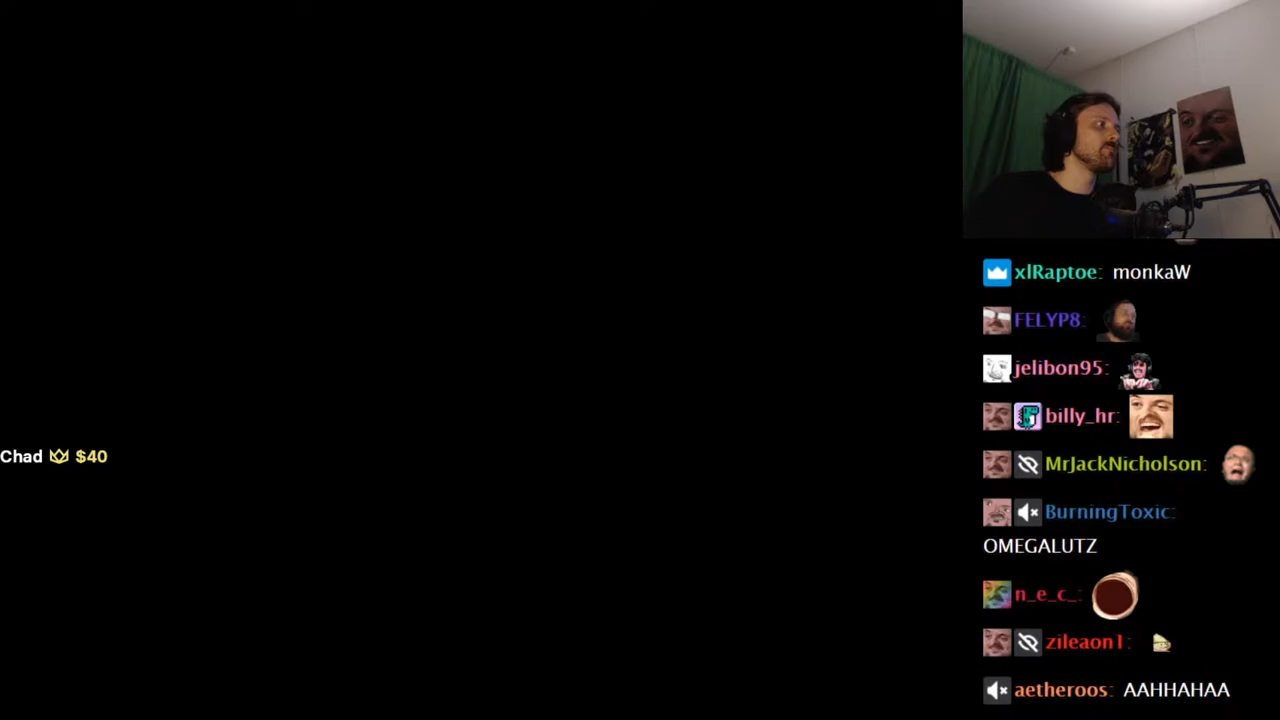 xlRaptoe: monkaW
FELYP8:
jelibon95:
billy_hr:
Chad $40
MrJackNicholson:
BurningToxic:
OMEGALUTZ
n_e_c_:
zileaon1:
aetheroos: AAHHAHAA